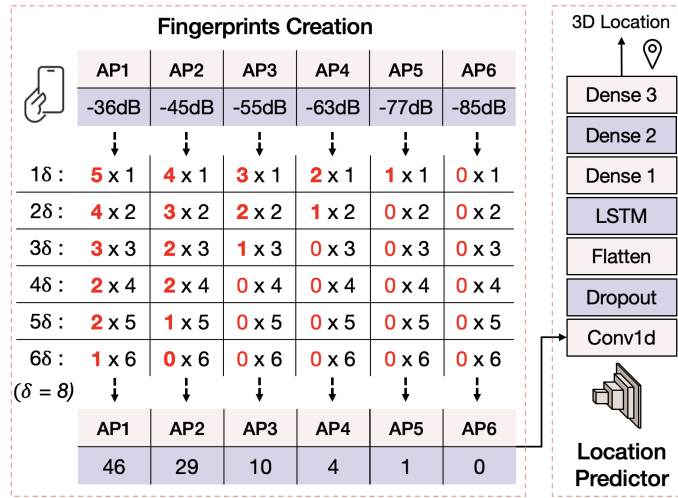 Fingerprints Creation
AP1 AP2 AP3 AP4 AP5 AP6
-36dB -45dB -55dB -63dB -77dB -85dB
1δ : 5 x 1 4 x 1 3 x 1 2 x 1 1 x 1 0 x 1
2δ : 4 x 2 3 x 2 2 x 2 1 x 2 0 x 2 0 x 2
3δ : 3 x 3 2 x 3 1 x 3 0 x 3 0 x 3 0 x 3
4δ : 2 x 4 2 x 4 0 x 4 0 x 4 0 x 4 0 x 4
5δ : 2 x 5 1 x 5 0 x 5 0 x 5 0 x 5 0 x 5
6δ : 1 x 6 0 x 6 0 x 6 0 x 6 0 x 6 0 x 6
(δ = 8)
AP1 AP2 AP3 AP4 AP5 AP6
46 29 10 4 1 0
3D Location
Dense 3
Dense 2
Dense 1
LSTM
Flatten
Dropout
Conv1d
Location
Predictor